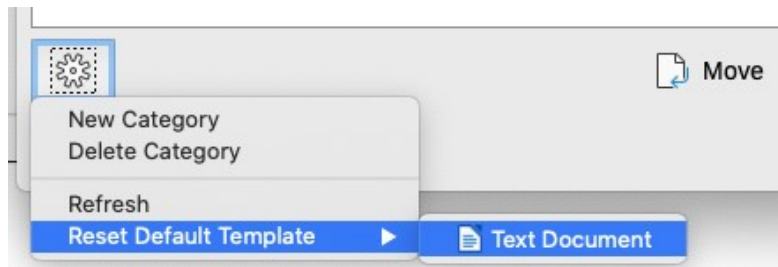 Move
New Category
Delete Category
Refresh
Reset Default Template
Text Document